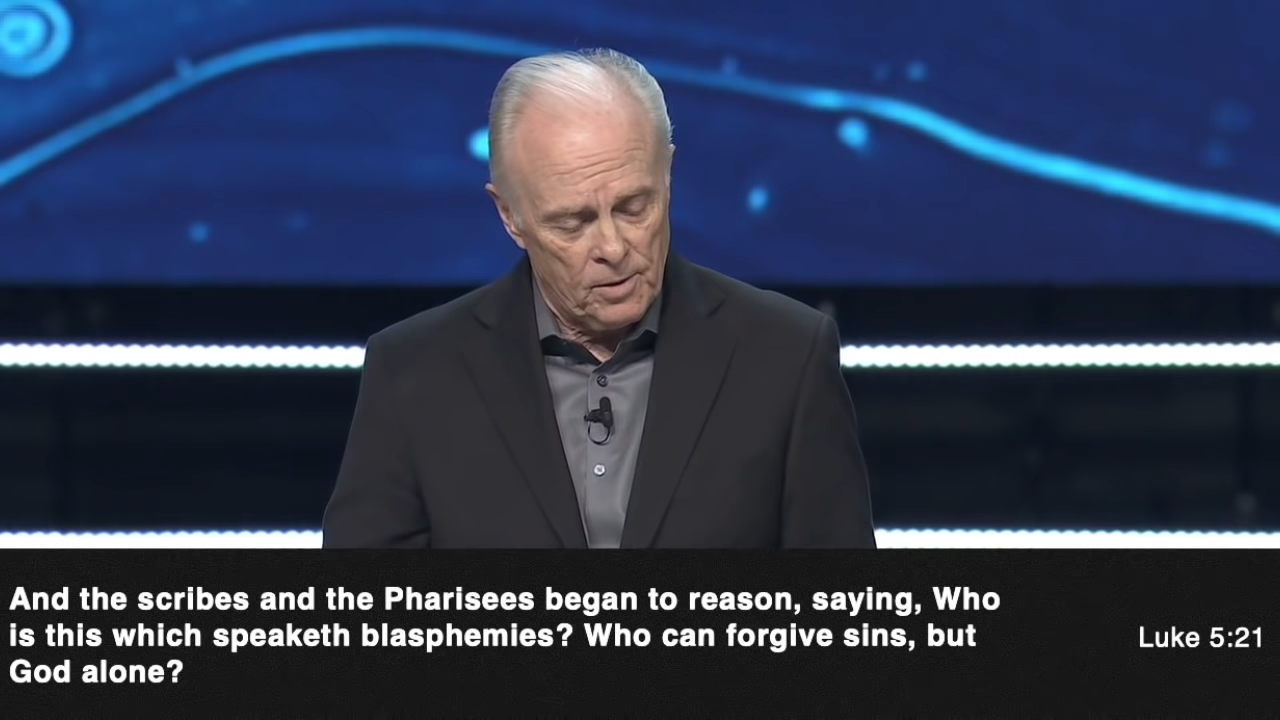 And the scribes and the Pharisees began to reason, saying, Who
is this which speaketh blasphemies? Who can forgive sins, but
God alone?
Luke 5:21